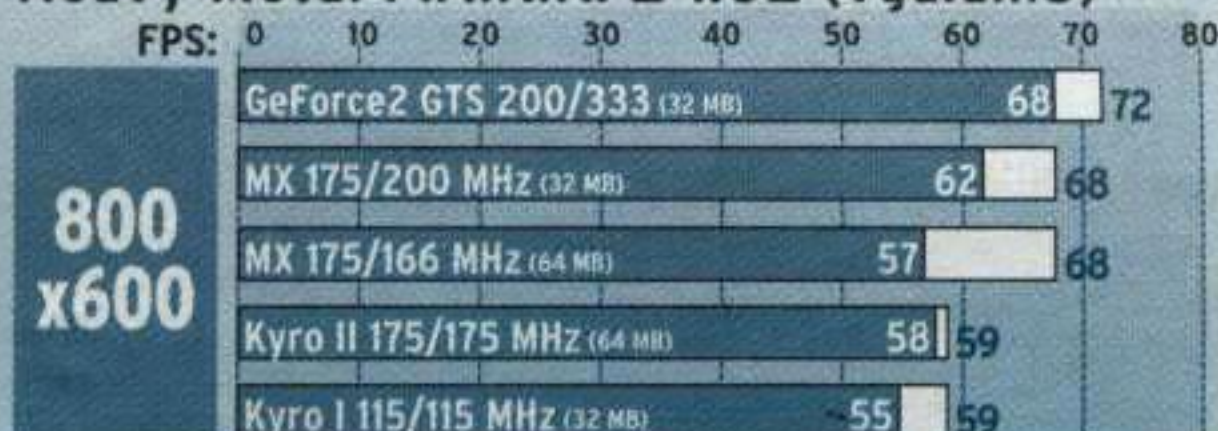 FPS: 0 10 20 30 40 50 60 70 80
800
x600
GeForce2 GTS 200/333 (32 MB) 68 72
MX 175/200 MHz (32 MB) 62 68
MX 175/166 MHz (64 MB) 57 68
Kyro II 175/175 MHz (64 MB) 58 59
Kyro I 115/115 MHz (32 MB) 55 59